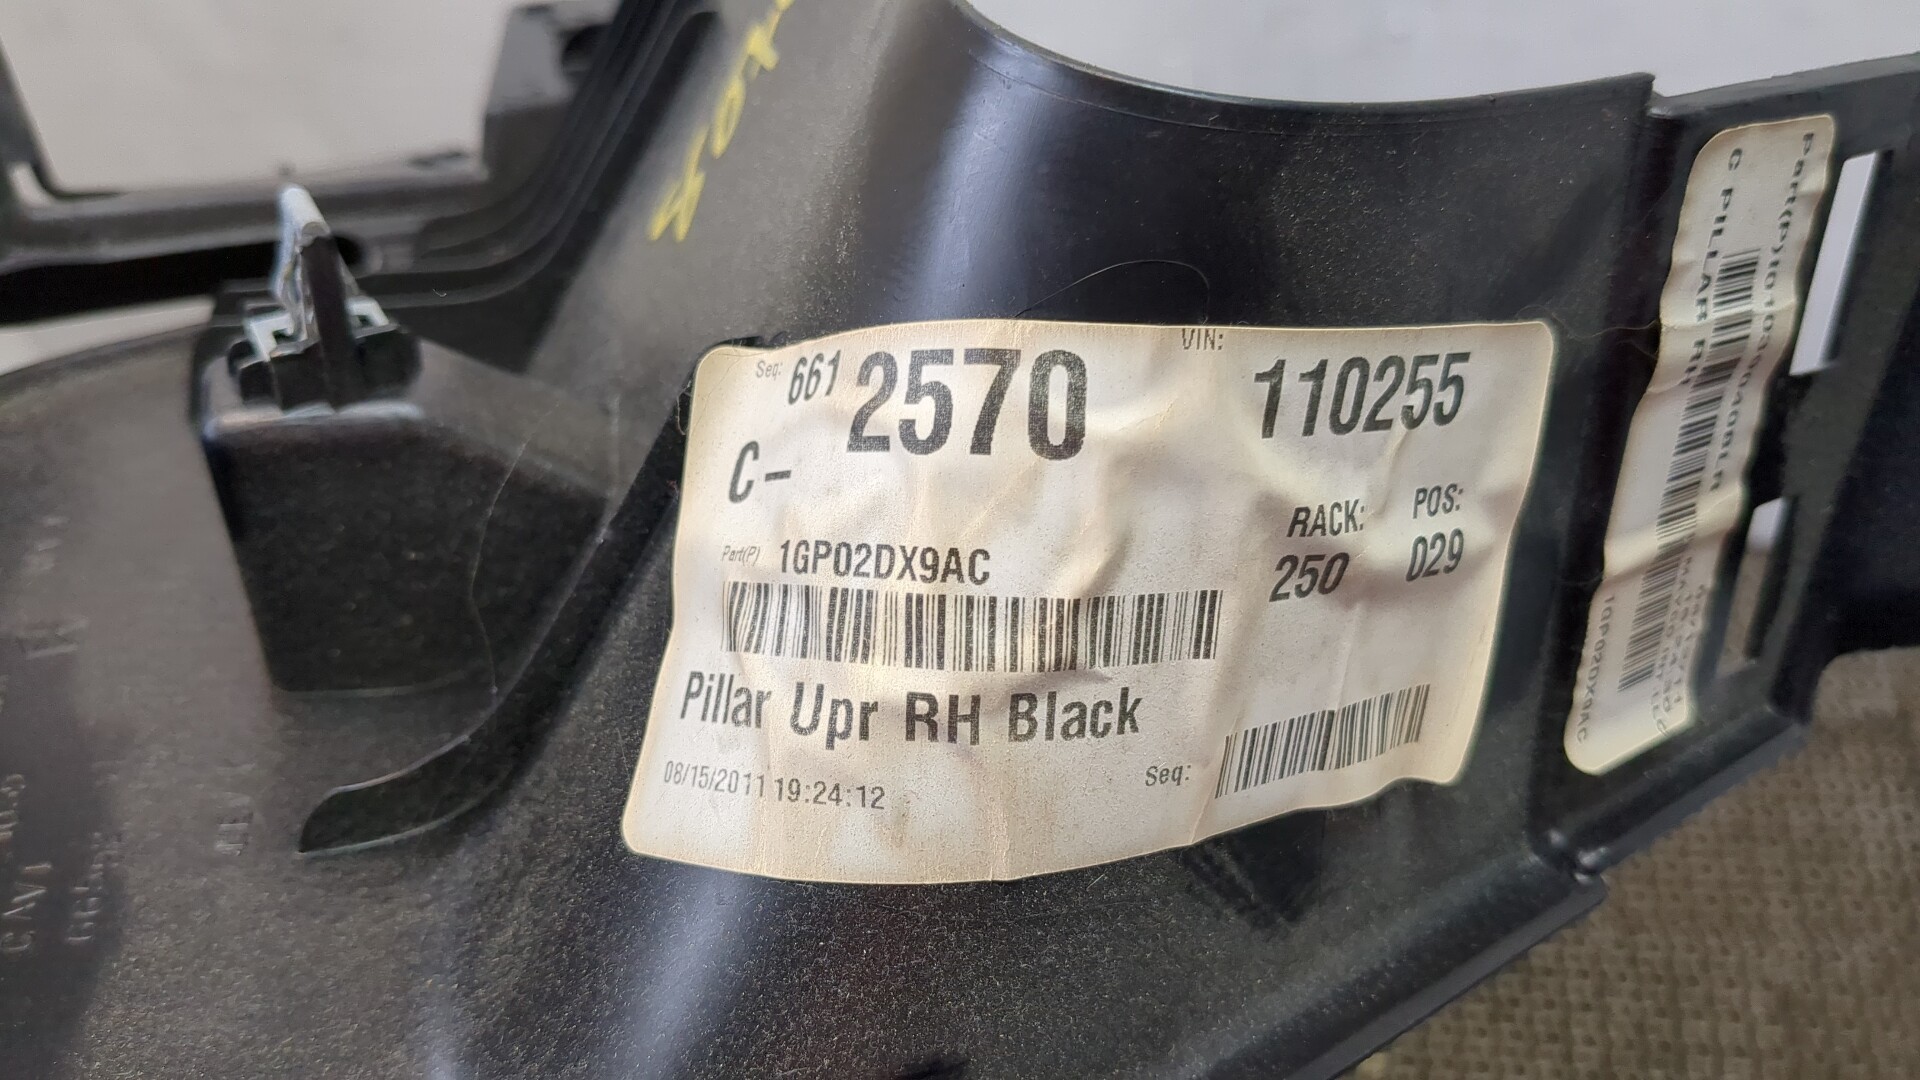 Seq: 661 2570 VIN: 110255
C-
RACK: POS:
250 029
Part(P) 1GP02DX9AC
Pillar Upr RH Black
08/15/2011 19:24:12 Seq:
C PILLAR RH
1GP02DX9AC
CAV1